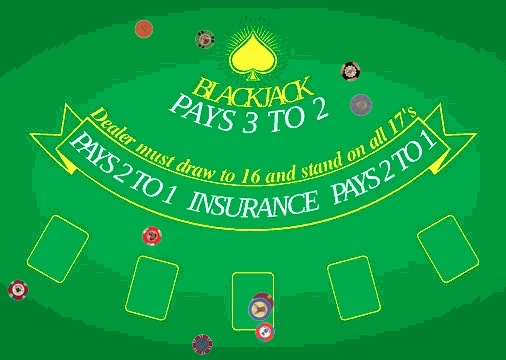 BLACKJACK
PAYS 3 TO 2
Dealer must draw to 16 and stand on all 17's
PAYS 2 TO 1 INSURANCE PAYS 2 TO 1